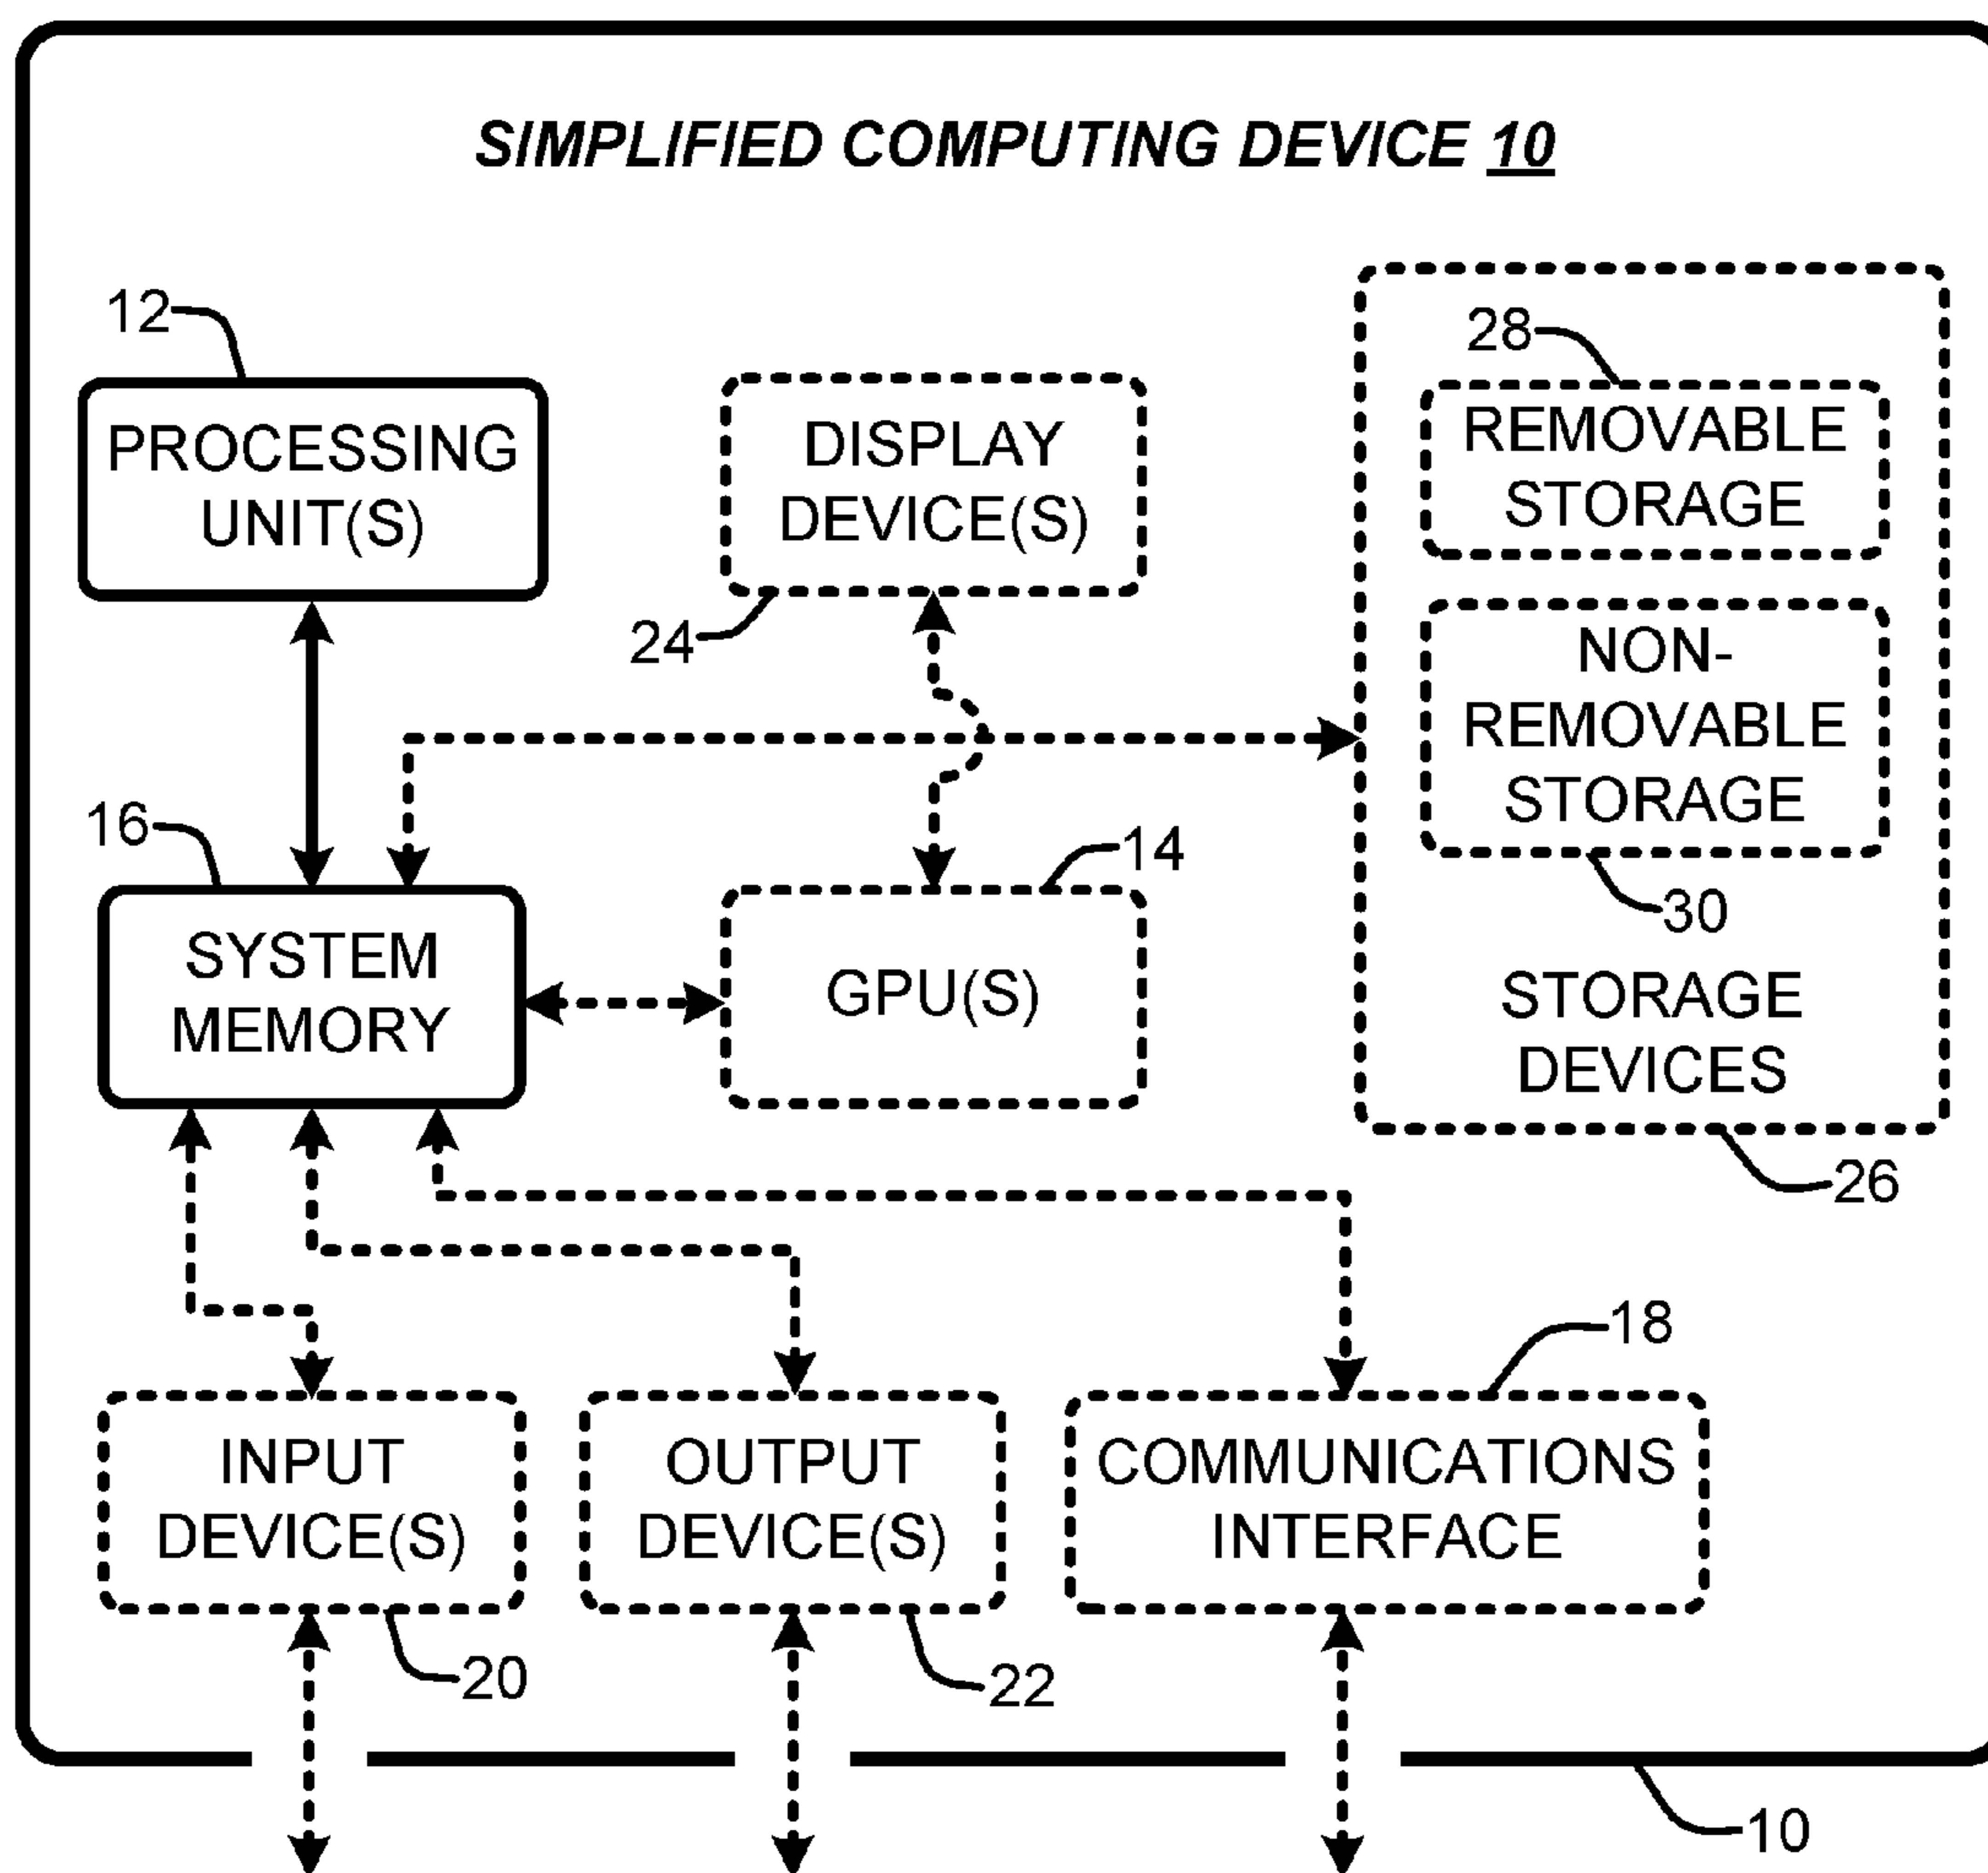 SIMPLIFIED COMPUTING DEVICE 10
12
PROCESSING
UNIT(S)
DISPLAY
DEVICE(S)
24
28
REMOVABLE
STORAGE
NON-
REMOVABLE
STORAGE
30
STORAGE
DEVICES
26
16
SYSTEM
MEMORY
14
GPU(S)
18
INPUT
DEVICE(S)
20
OUTPUT
DEVICE(S)
22
COMMUNICATIONS
INTERFACE
10